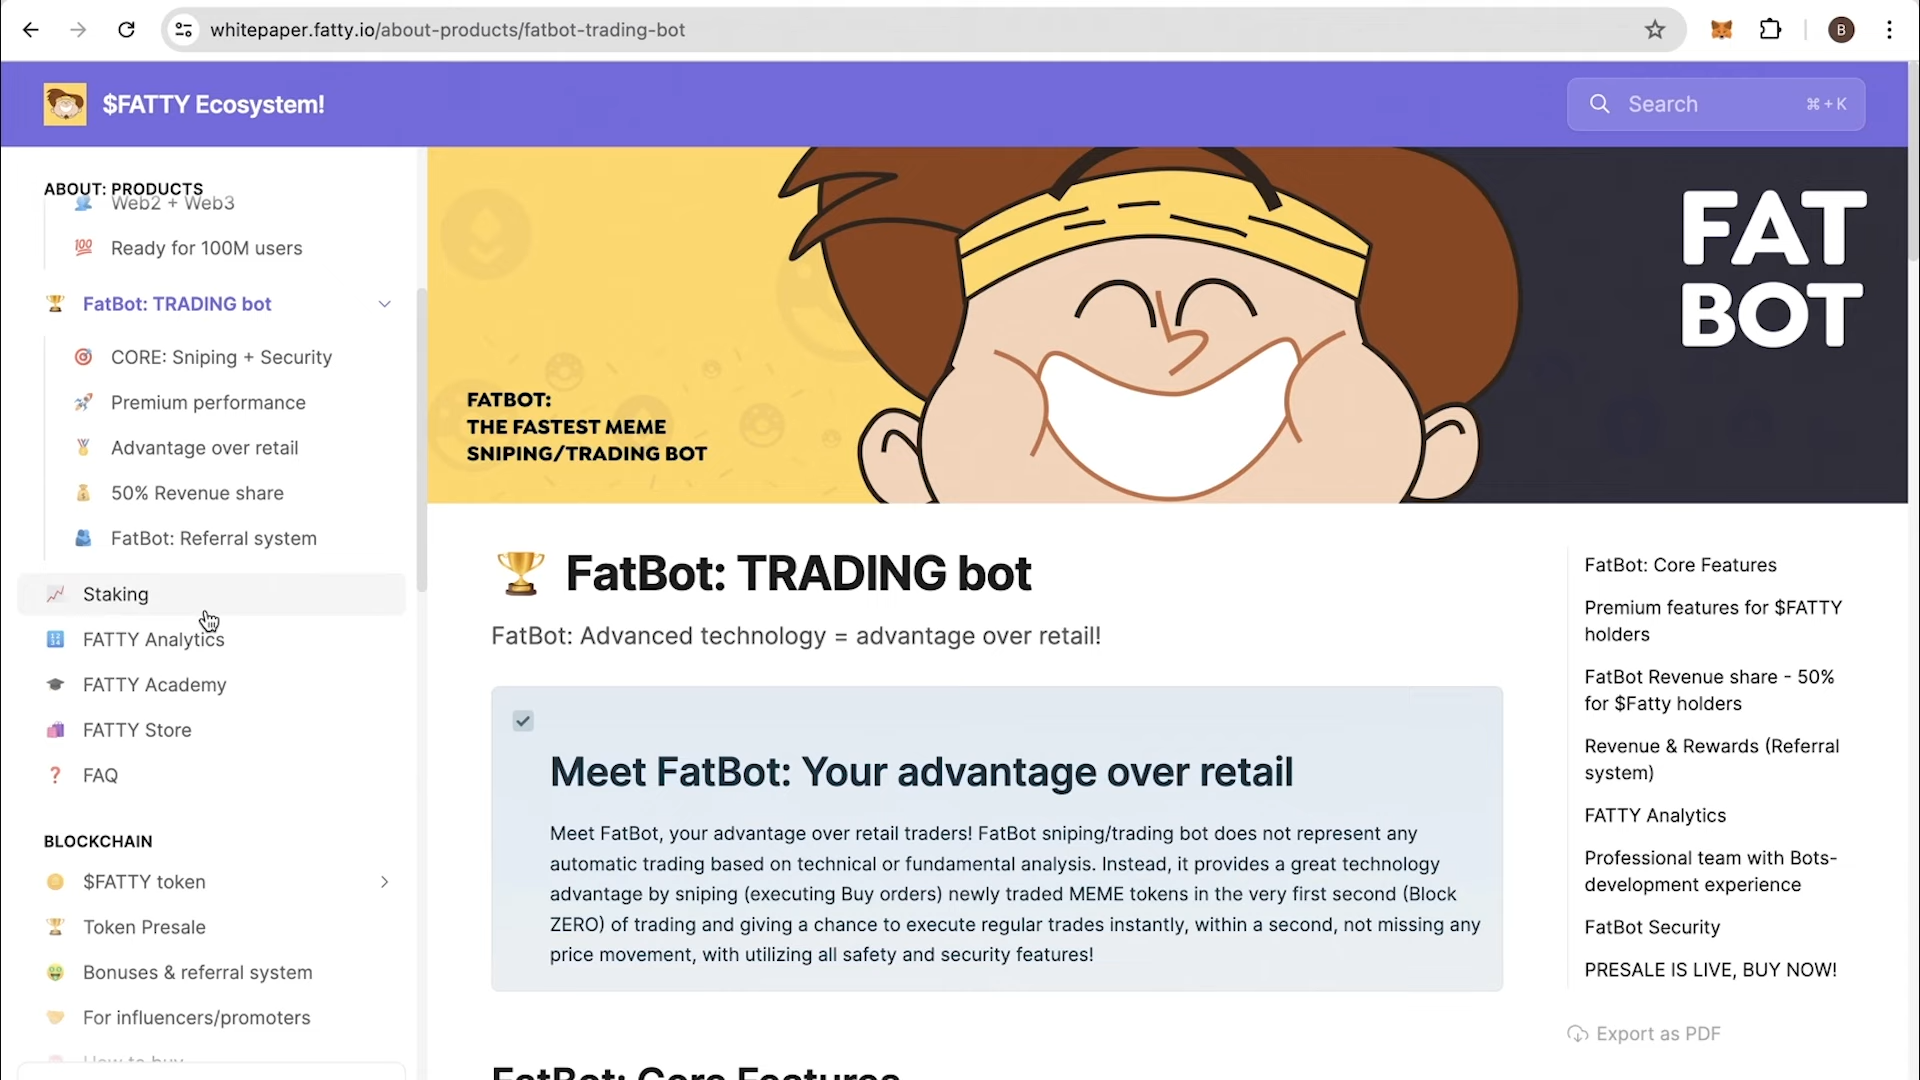 whitepaper.fatty.io/about-products/fatbot-trading-bot
B
$FATTY Ecosystem!
Search
⌘ + K
ABOUT: PRODUCTS
Web2 + Web3
Ready for 100M users
FatBot: TRADING bot
CORE: Sniping + Security
Premium performance
Advantage over retail
50% Revenue share
FatBot: Referral system
Staking
FATTY Analytics
FATTY Academy
FATTY Store
FAQ
BLOCKCHAIN
$FATTY token
Token Presale
Bonuses & referral system
For influencers/promoters
How to buy
FATBOT:
THE FASTEST MEME
SNIPING/TRADING BOT
FAT
BOT
FatBot: TRADING bot
FatBot: Advanced technology = advantage over retail!
Meet FatBot: Your advantage over retail
Meet FatBot, your advantage over retail traders! FatBot sniping/trading bot does not represent any
automatic trading based on technical or fundamental analysis. Instead, it provides a great technology
advantage by sniping (executing Buy orders) newly traded MEME tokens in the very first second (Block
ZERO) of trading and giving a chance to execute regular trades instantly, within a second, not missing any
price movement, with utilizing all safety and security features!
FatBot: Core Features
FatBot: Core Features
Premium features for $FATTY
holders
FatBot Revenue share - 50%
for $Fatty holders
Revenue & Rewards (Referral
system)
FATTY Analytics
Professional team with Bots-
development experience
FatBot Security
PRESALE IS LIVE, BUY NOW!
Export as PDF